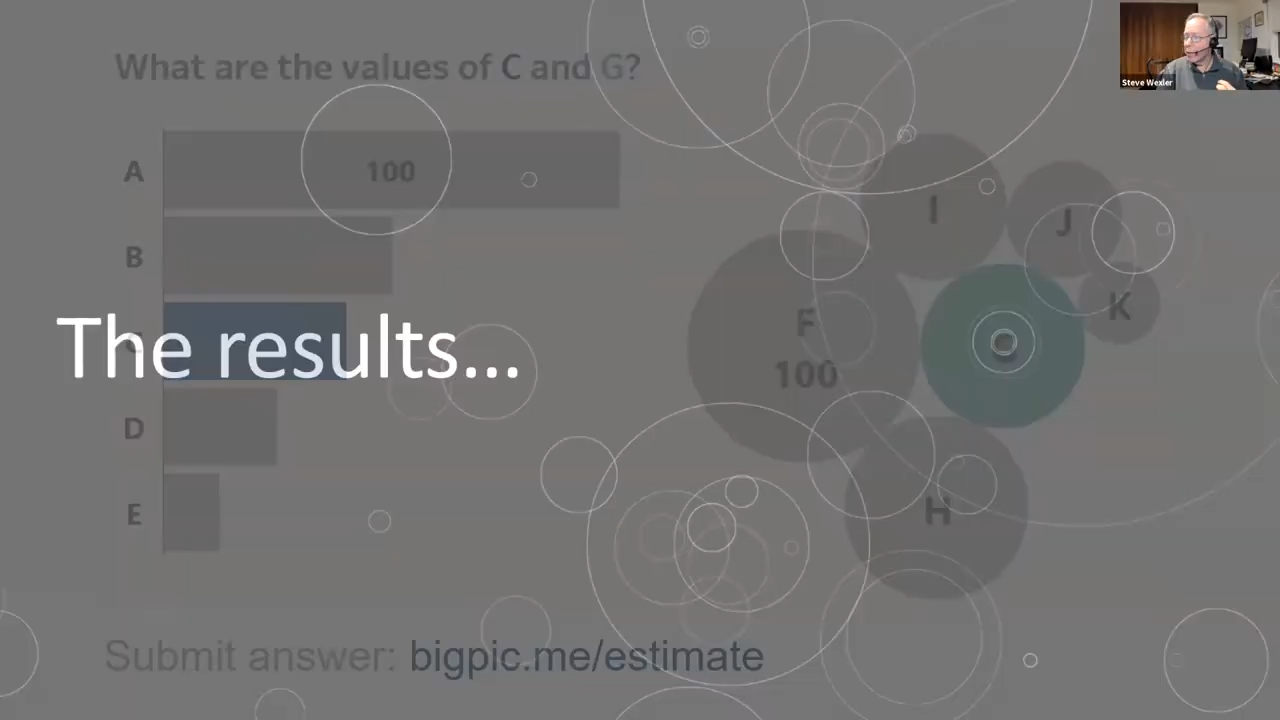 What are the values of C and G?
Steve Wexler
A
100
B
C
The results...
D
E
I
J
K
F
100
H
Submit answer: bigpic.me/estimate